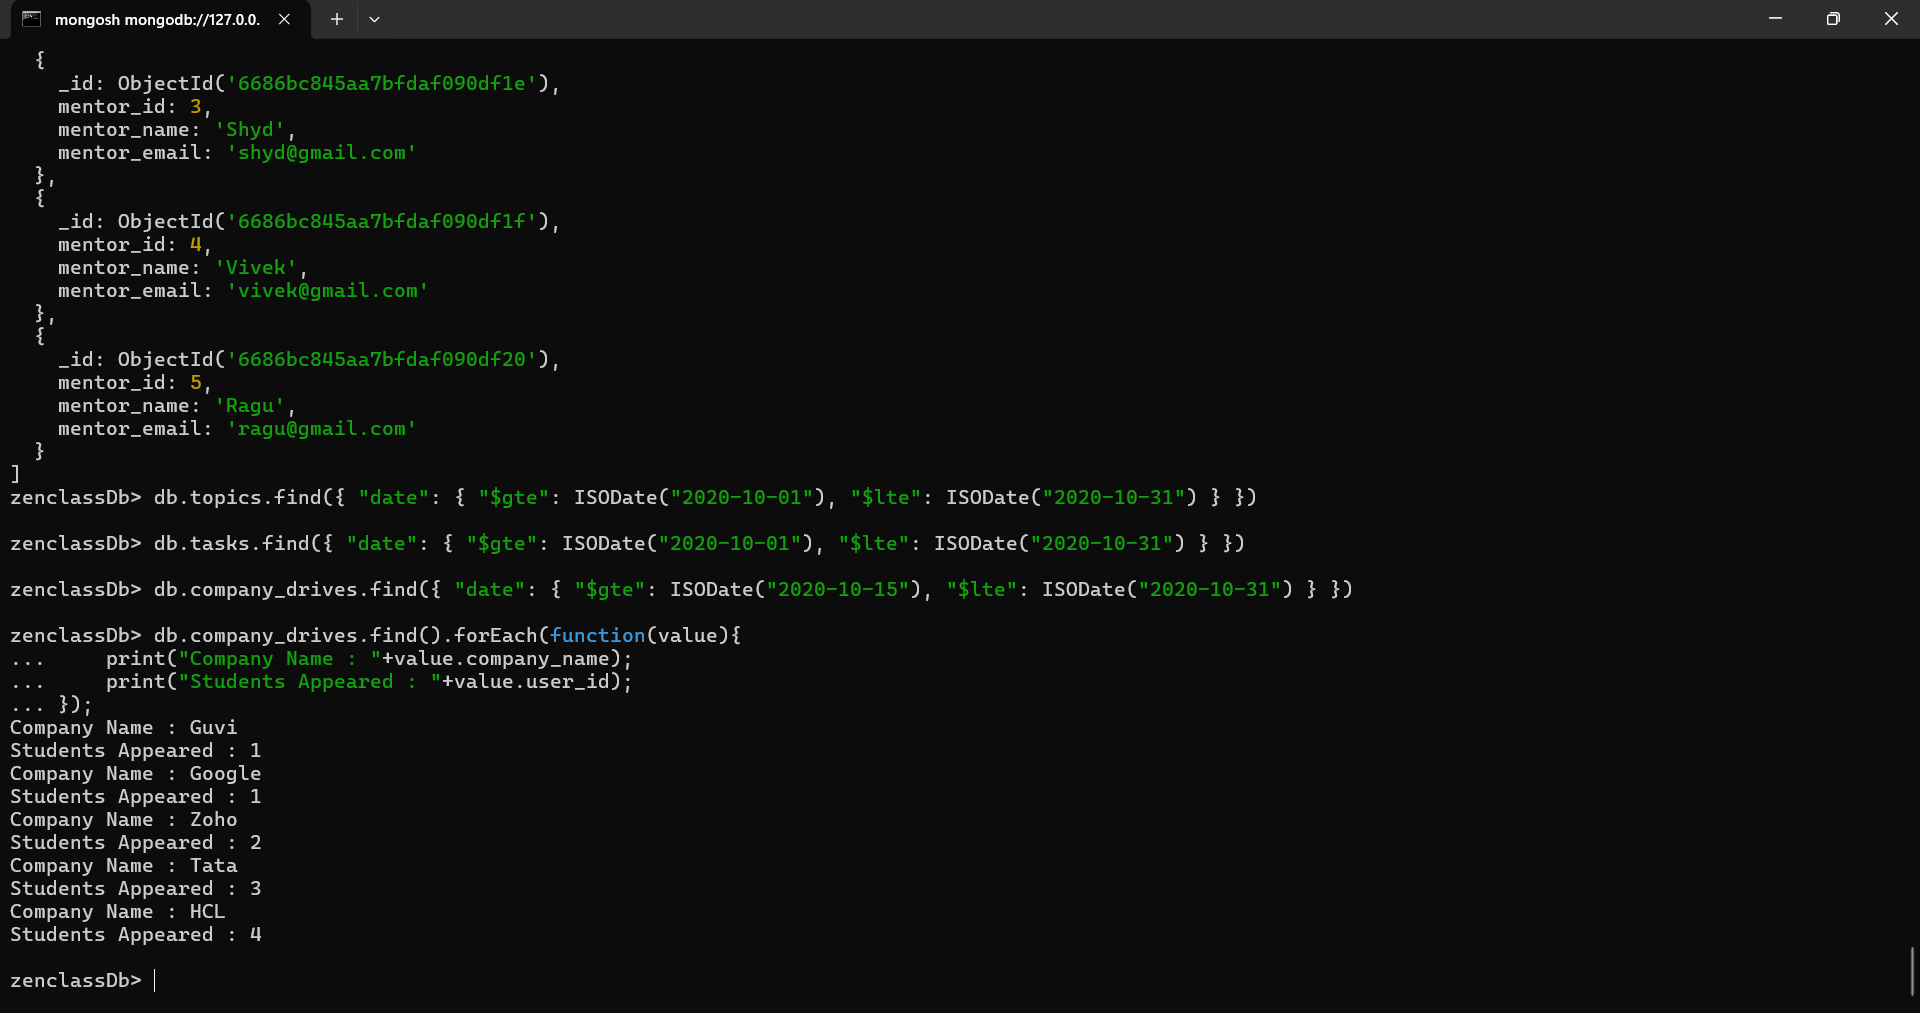 mongosh mongodb://127.0.0.
{
_id: ObjectId('6686bc845aa7bfdaf090df1e'),
mentor_id: 3,
mentor_name: 'Shyd',
mentor_email: 'shyd@gmail.com'
},
{
_id: ObjectId('6686bc845aa7bfdaf090df1f'),
mentor_id: 4,
mentor_name: 'Vivek',
mentor_email: 'vivek@gmail.com'
},
{
_id: ObjectId('6686bc845aa7bfdaf090df20'),
mentor_id: 5,
mentor_name: 'Ragu',
mentor_email: 'ragu@gmail.com'
}
]
zenclassDb> db.topics.find({ "date": { "$gte": ISODate("2020-10-01"), "$lte": ISODate("2020-10-31") } })
zenclassDb> db.tasks.find({ "date": { "$gte": ISODate("2020-10-01"), "$lte": ISODate("2020-10-31") } })
zenclassDb> db.company_drives.find({ "date": { "$gte": ISODate("2020-10-15"), "$lte": ISODate("2020-10-31") } })
zenclassDb> db.company_drives.find().forEach(function(value){
... print("Company Name : "+value.company_name);
... print("Students Appeared : "+value.user_id);
... });
Company Name : Guvi
Students Appeared : 1
Company Name : Google
Students Appeared : 1
Company Name : Zoho
Students Appeared : 2
Company Name : Tata
Students Appeared : 3
Company Name : HCL
Students Appeared : 4
zenclassDb>